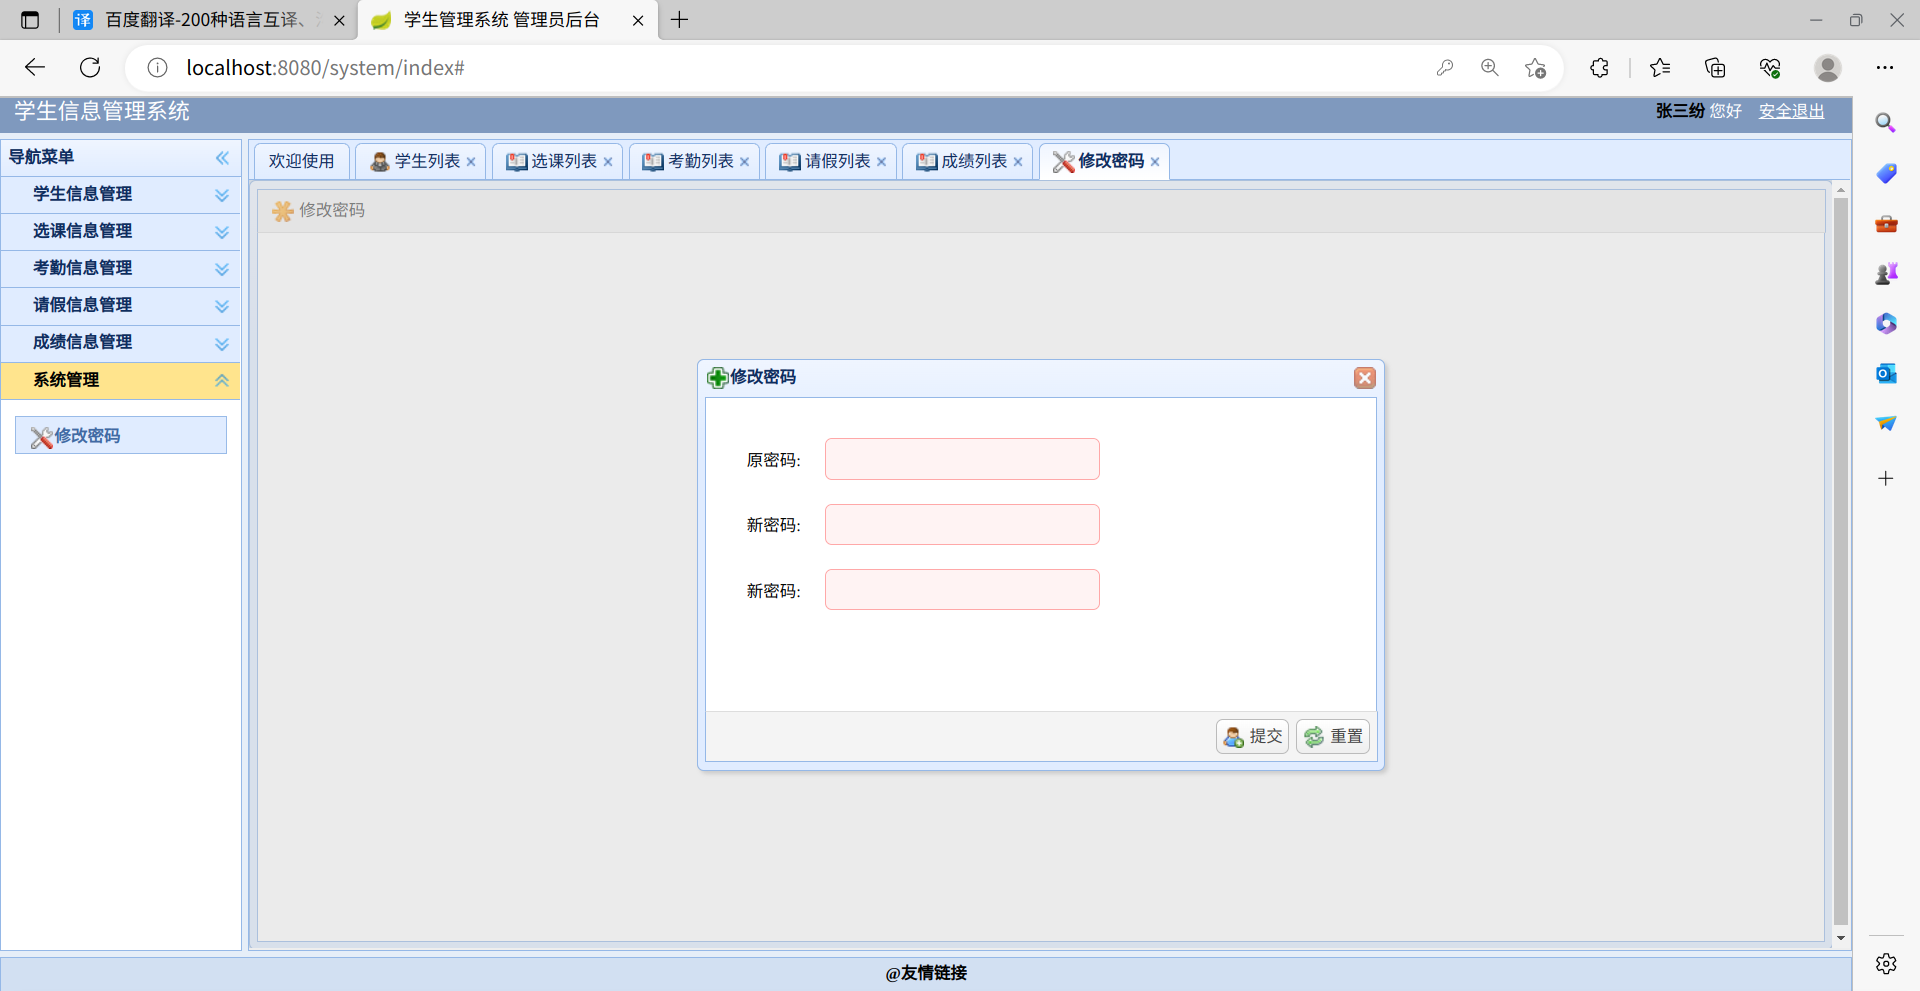 百度翻译-200种语言互译、
学生管理系统 管理员后台
localhost:8080/system/index#
学生信息管理系统
张三纷 您好 安全退出
导航菜单
学生信息管理
选课信息管理
考勤信息管理
请假信息管理
成绩信息管理
系统管理
修改密码
欢迎使用
学生列表
选课列表
考勤列表
请假列表
成绩列表
修改密码
修改密码
修改密码
原密码:
新密码:
新密码:
提交
重置
@友情链接